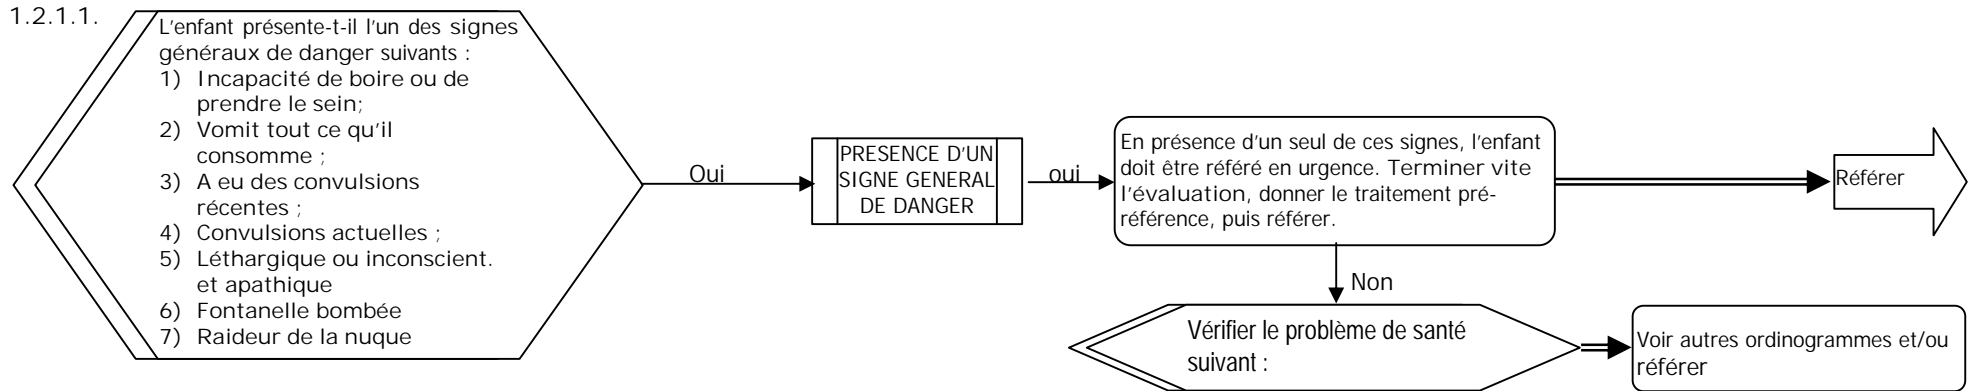 1.2.1.1.
L'enfant présente-t-il l'un des signes
généraux de danger suivants :
1) Incapacité de boire ou de
prendre le sein;
2) Vomit tout ce qu'il
consomme ;
3) A eu des convulsions
récentes ;
4) Convulsions actuelles ;
5) Léthargique ou inconscient.
et apathique
6) Fontanelle bombée
7) Raideur de la nuque
Oui
PRESENCE D'UN
SIGNE GENERAL
DE DANGER
oui
En présence d'un seul de ces signes, l'enfant
doit être référé en urgence. Terminer vite
l'évaluation, donner le traitement pré-
référence, puis référer.
Référer
Non
Vérifier le problème de santé
suivant :
Voir autres ordinogrammes et/ou
référer